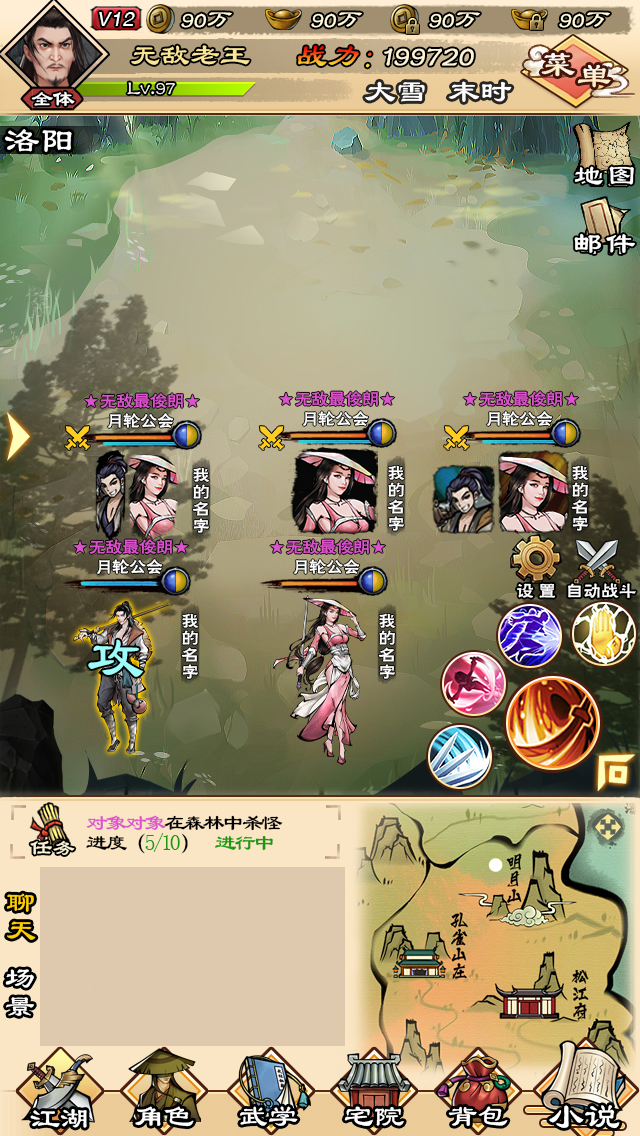 V12 90万 90万 90万 90万
无敌老王 战力：199720
菜单
全体 Lv.97
大雪 末时
洛阳
地图
邮件
★无敌最俊朗★ ★无敌最俊朗★ ★无敌最俊朗★
月轮公会 月轮公会 月轮公会
我的名字 我的名字 我的名字
★无敌最俊朗★ ★无敌最俊朗★
月轮公会 月轮公会
我的名字 我的名字
攻
设置 自动战斗
任务
对象对象在森林中杀怪
进度（5/10） 进行中
聊天
场景
明月山
孔雀山庄
松江府
江湖 角色 武学 宅院 背包 小说